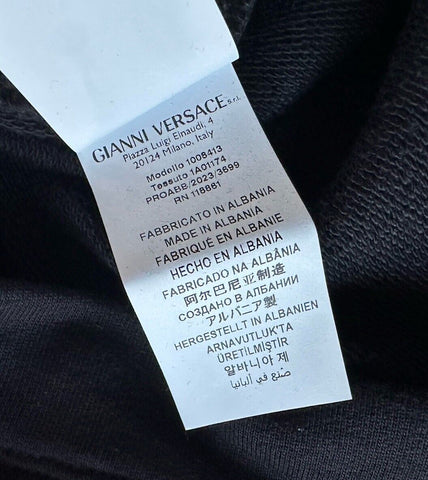 GIANNI VERSACE s.r.l.
Piazza Luigi Einaudi, 4
20124 Milano, Italy
Modello 1008413
Tessuto 1A01174
PROABB/2023/3699
RN 118881
FABBRICATO IN ALBANIA
MADE IN ALBANIA
FABRIQUÉ EN ALBANIE
HECHO EN ALBANIA
FABRICADO NA ALBÂNIA
阿尔巴尼亚制造
СОЗДАНО В АЛБАНИИ
アルバニア製
HERGESTELLT IN ALBANIEN
ARNAVUTLUK'TA
ÜRETİLMİŞTİR
알바니아 제
صنع في ألبانيا